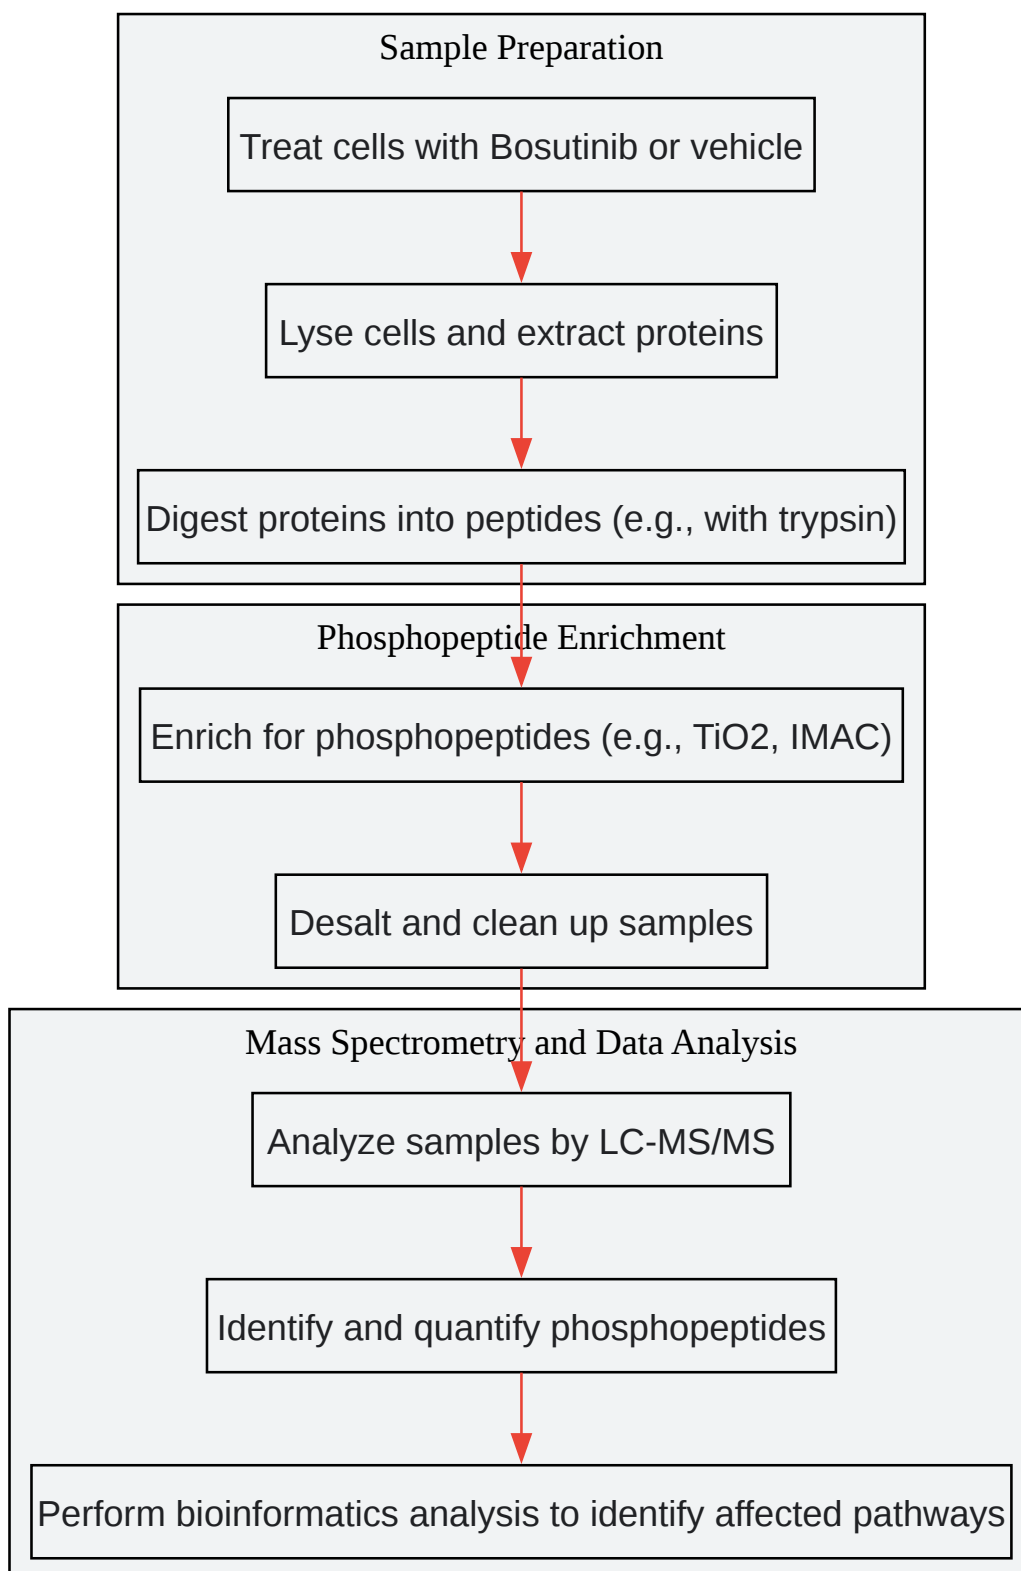 Sample Preparation
Treat cells with Bosutinib or vehicle
Lyse cells and extract proteins
Digest proteins into peptides (e.g., with trypsin)
Phosphopeptide Enrichment
Enrich for phosphopeptides (e.g., TiO2, IMAC)
Desalt and clean up samples
Mass Spectrometry and Data Analysis
Analyze samples by LC-MS/MS
Identify and quantify phosphopeptides
Perform bioinformatics analysis to identify affected pathways